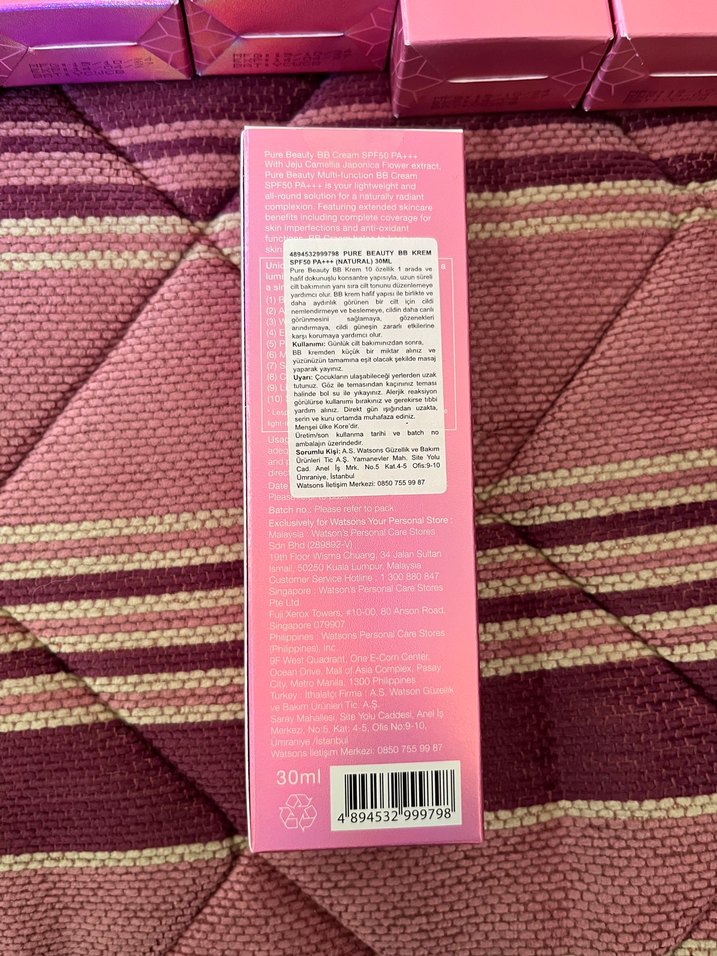 Pure Beauty BB Cream SPF50 PA+++
With Jeju Camellia Japonica Flower extract,
Pure Beauty Multi-function BB Cream
SPF50 PA+++ is your lightweight and
all-round solution for a naturally radiant
complexion. Featuring extended skincare
benefits including complete coverage for
skin imperfections and anti-oxidant
4894532999798 PURE BEAUTY BB KREM
SPF50 PA+++ (NATURAL) 30ML
Pure Beauty BB Krem 10 özellik 1 arada ve
hafif dokunuşlu konsantre yapısıyla, uzun süreli
cilt bakımının yanı sıra cilt tonunu düzenlemeye
yardımcı olur. BB krem hafif yapısı ile birlikte ve
daha aydınlık görünen bir cilt için cildi
nemlendirmeye ve beslemeye, cildin daha canlı
görünmesini sağlamaya, gözenekleri
arındırmaya, cildi güneşin zararlı etkilerine
karşı korumaya yardımcı olur.
Kullanımı: Günlük cilt bakımınızdan sonra,
BB kremden küçük bir miktar alınız ve
yüzünüzün tamamına eşit olacak şekilde masaj
yaparak yayınız.
Uyarı: Çocukların ulaşabileceği yerlerden uzak
tutunuz. Göz ile temasından kaçınınız teması
halinde bol su ile yıkayınız. Alerjik reaksiyon
görülürse kullanımı bırakınız ve gerekirse tıbbi
yardım alınız. Direkt gün ışığından uzakta,
serin ve kuru ortamda muhafaza ediniz.
Menşei ülke Kore'dir.
Üretim/son kullanma tarihi ve batch no
ambalajın üzerindedir.
Sorumlu Kişi; A.S. Watsons Güzellik ve Bakım
Ürünleri Tic A.Ş. Yamanevler Mah. Site Yolu
Cad. Anel İş Mrk. No.5 Kat.4-5 Ofis:9-10
Ümraniye, İstanbul
Watsons İletişim Merkezi: 0850 755 99 87
(1)
(2)
(3)
(4)
(5)
(6)
(7)
(8)
(9)
(10)
Batch no.: Please refer to pack.
Exclusively for Watsons Your Personal Store :
Malaysia : Watson's Personal Care Stores
Sdn Bhd (289892-V)
19th Floor Wisma Chuang, 34 Jalan Sultan
Ismail, 50250 Kuala Lumpur, Malaysia
Customer Service Hotline : 1 300 880 847
Singapore : Watson's Personal Care Stores
Pte Ltd
Fuji Xerox Towers, #10-00, 80 Anson Road,
Singapore 079907
Philippines : Watsons Personal Care Stores
(Philippines), inc
9F West Quadrant, One E-Com Center,
Ocean Drive, Mall of Asia Complex, Pasay
City, Metro Manila, 1300 Philippines
Turkey : İthalatçı Firma : A.S. Watson Güzellik
ve Bakım Ürünleri Tic. A.Ş.
Saray Mahallesi, Site Yolu Caddesi, Anel İş
Merkezi, No:5, Kat: 4-5, Ofis No:9-10,
Ümraniye /İstanbul
Watsons İletişim Merkezi: 0850 755 99 87
30ml
4 894532 999798